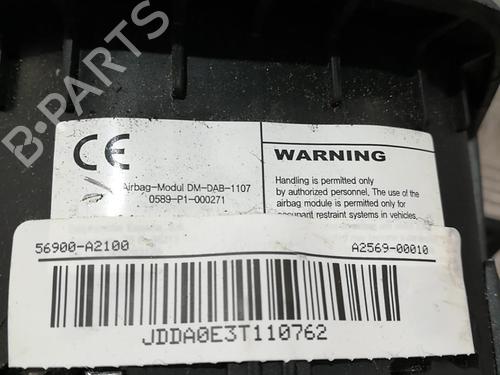 B-PARTS
CE
Airbag-Modul DM-DAB-1107
0589-P1-000271
WARNING
Handling is permitted only
by authorized personnel. The use of
airbag module is permitted only for
occupant restraint systems in vehicles.
56900-A2100
A2569-00010
JDDA0E3T110762